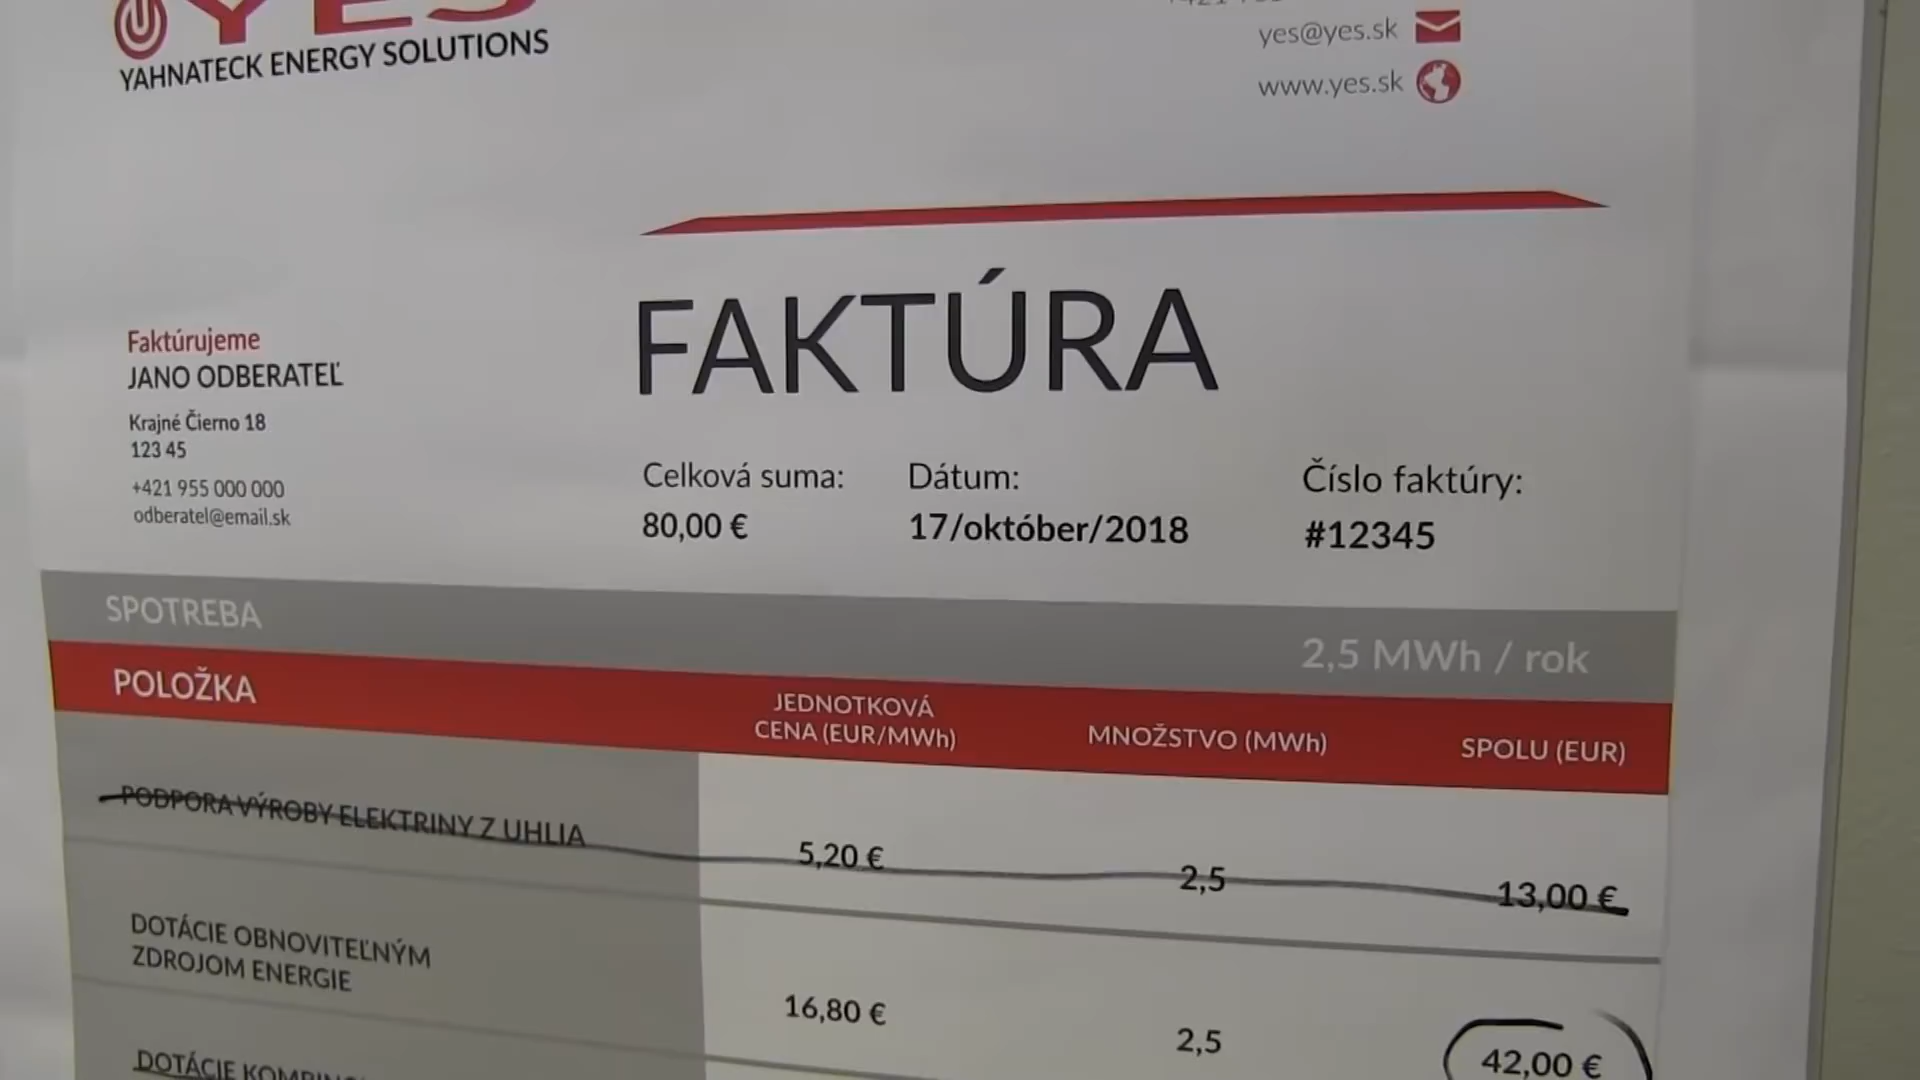 YES
YAHNATECK ENERGY SOLUTIONS
yes@yes.sk
www.yes.sk
FAKTÚRA
Faktúrujeme
JANO ODBERATEĽ
Krajné Čierno 18
123 45
+421 955 000 000
odberatel@email.sk
Celková suma: Dátum: Číslo faktúry:
80,00 € 17/október/2018 #12345
SPOTREBA 2,5 MWh / rok
POLOŽKA JEDNOTKOVÁ CENA (EUR/MWh) MNOŽSTVO (MWh) SPOLU (EUR)
PODPORA VÝROBY ELEKTRINY Z UHLIA 5,20 € 2,5 13,00 €
DOTÁCIE OBNOVITEĽNÝM
ZDROJOM ENERGIE 16,80 € 2,5 42,00 €
DOTÁCIE